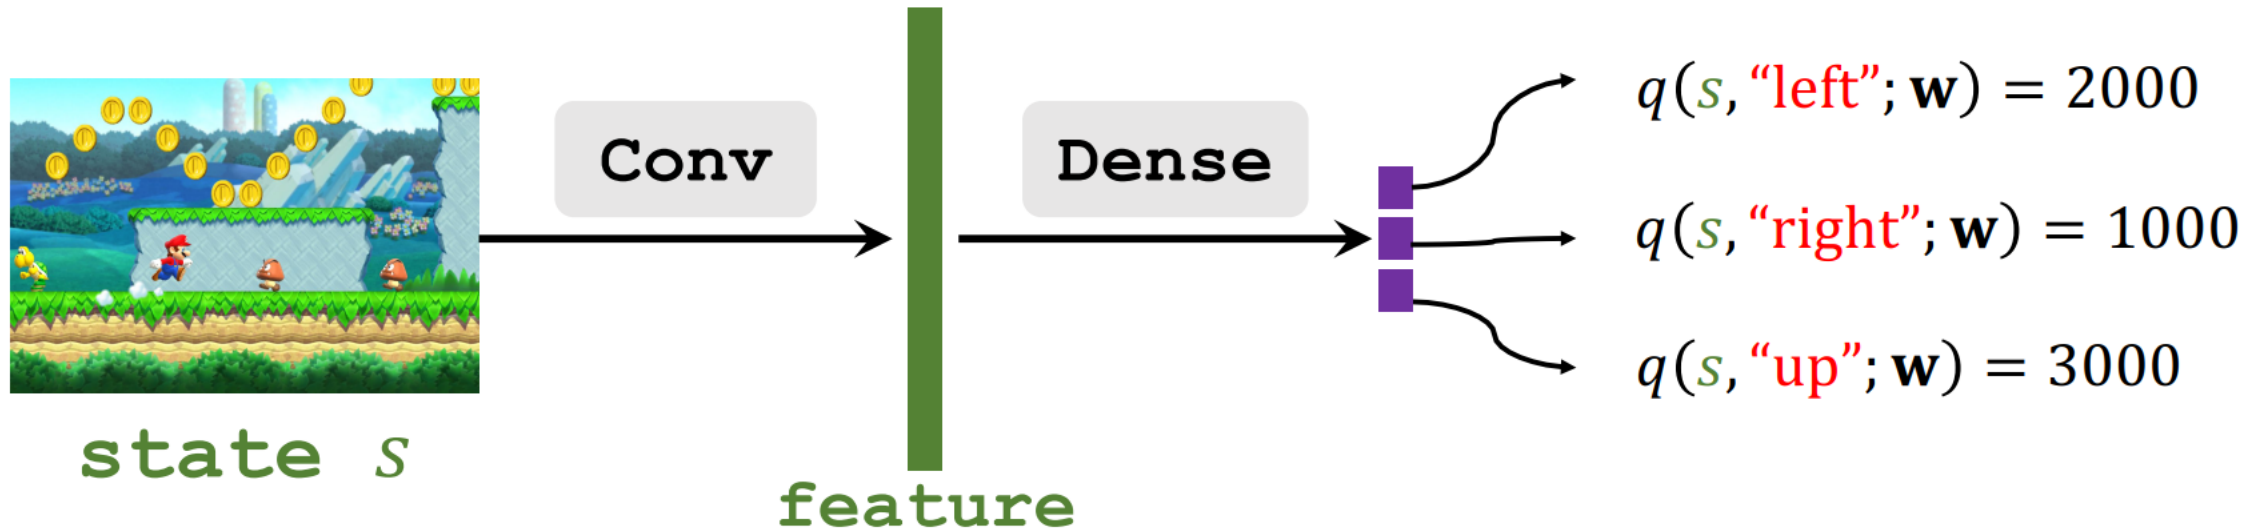 Conv
Dense
q(s, “left”; w) = 2000
q(s, “right”; w) = 1000
q(s, “up”; w) = 3000
state s
feature